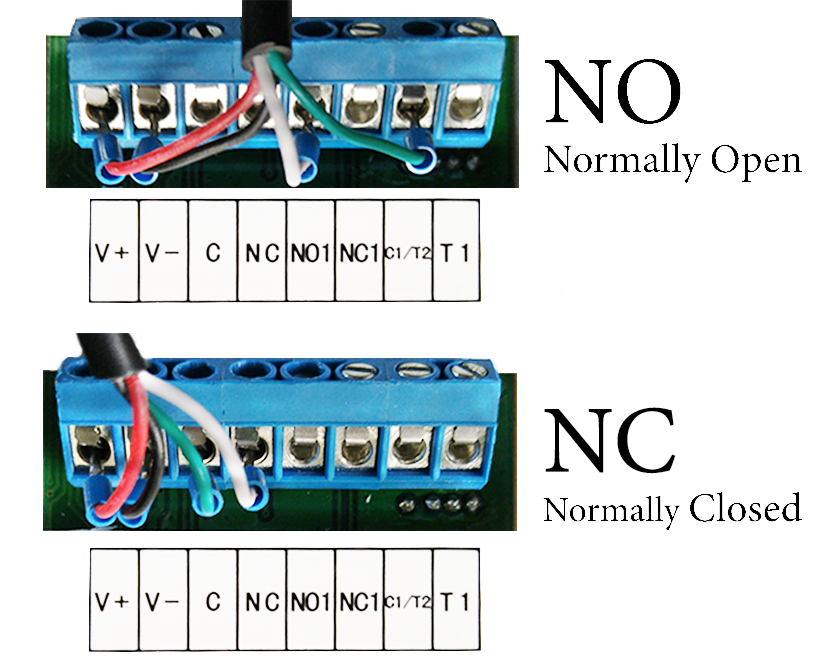 NO
Normally Open
V+ V- C NC NO1 NC1 C1/T2 T1
NC
Normally Closed
V+ V- C NC NO1 NC1 C1/T2 T1